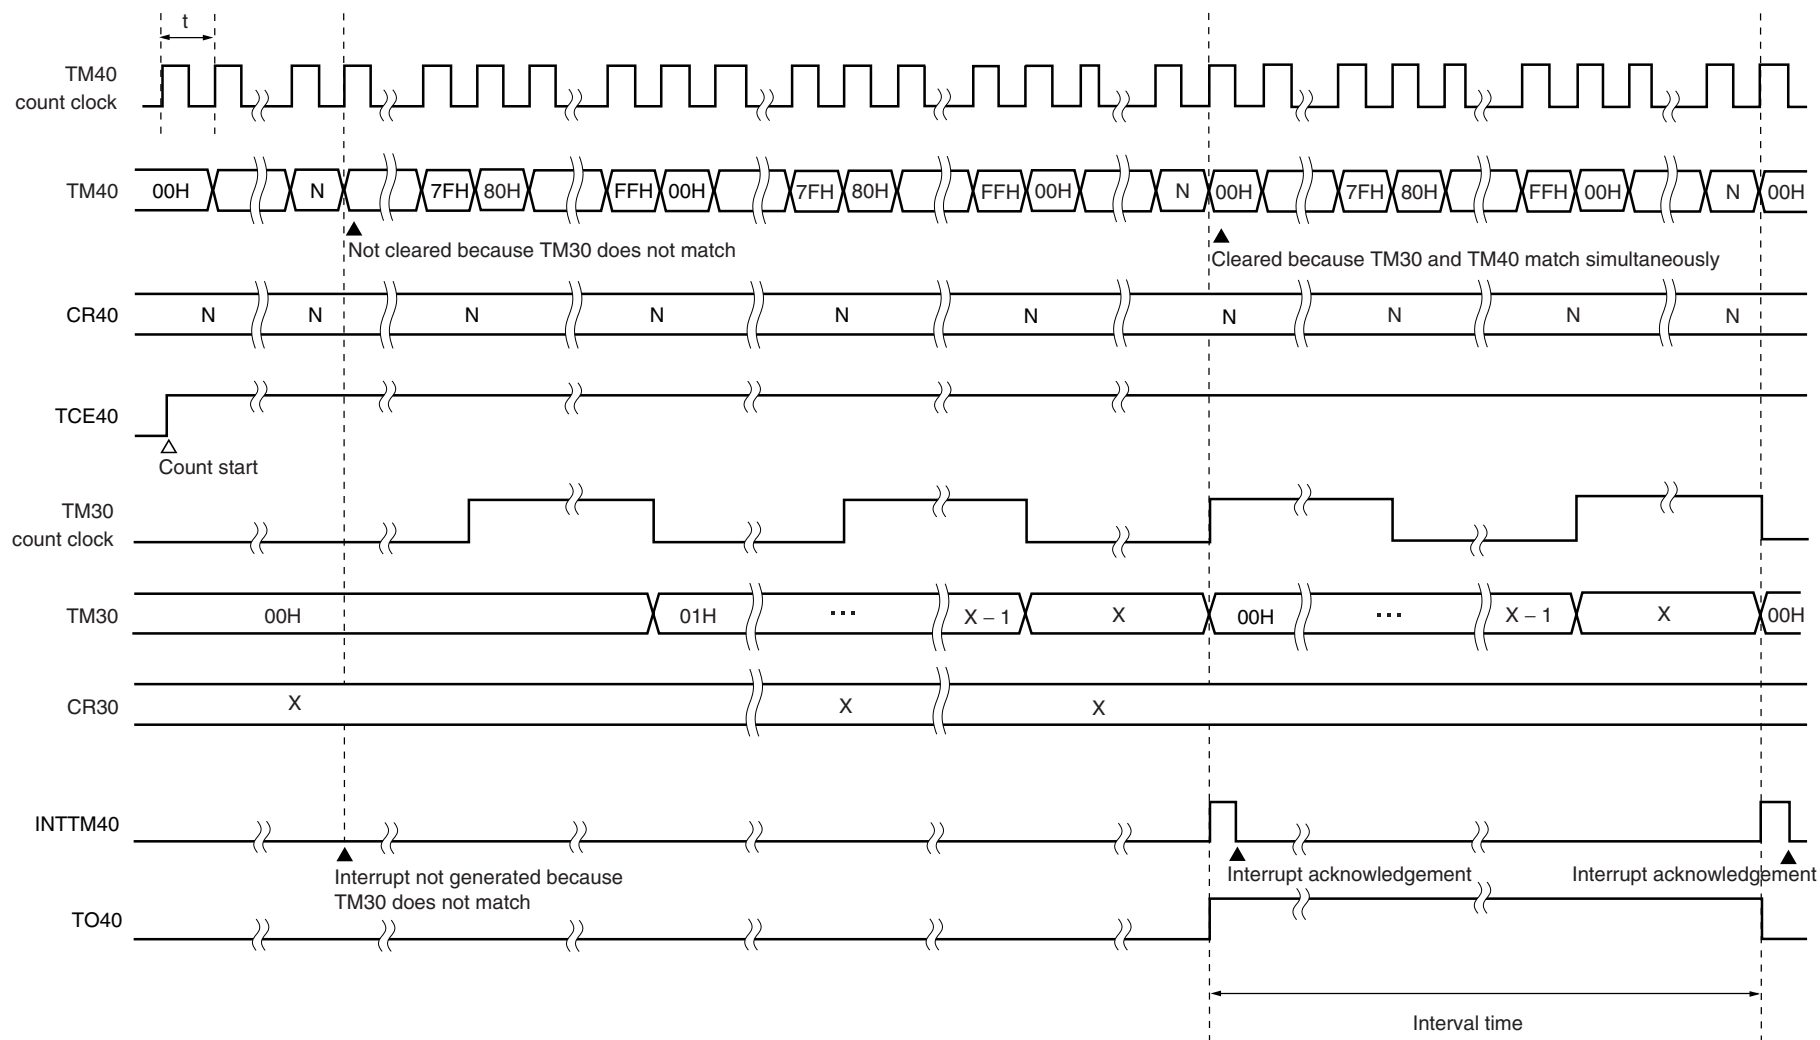 t
TM40
count clock
TM40 00H N 7FH 80H FFH 00H 7FH 80H FFH 00H N 00H 7FH 80H FFH 00H N 00H
Not cleared because TM30 does not match
Cleared because TM30 and TM40 match simultaneously
CR40 N N N N N N N N N N
TCE40
Count start
TM30
count clock
TM30 00H 01H ··· X – 1 X 00H ··· X – 1 X 00H
CR30 X X X
INTTM40
Interrupt not generated because
TM30 does not match
Interrupt acknowledgement Interrupt acknowledgement
TO40
Interval time